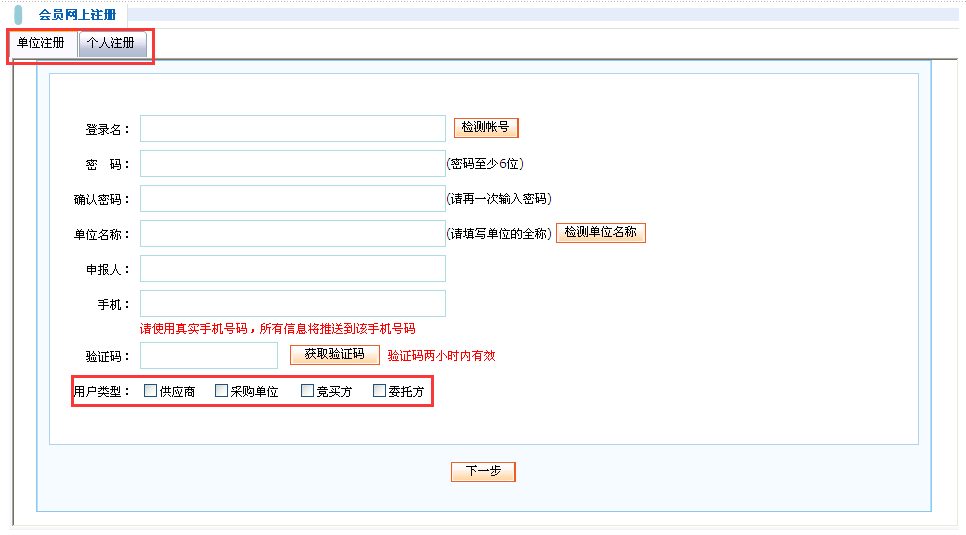 会员网上注册
单位注册 个人注册
登录名： 检测帐号
密 码： (密码至少6位)
确认密码： (请再一次输入密码)
单位名称： (请填写单位的全称) 检测单位名称
申报人：
手机：
请使用真实手机号码，所有信息将推送到该手机号码
验证码： 获取验证码 验证码两小时内有效
用户类型： 供应商 采购单位 竞买方 委托方
下一步